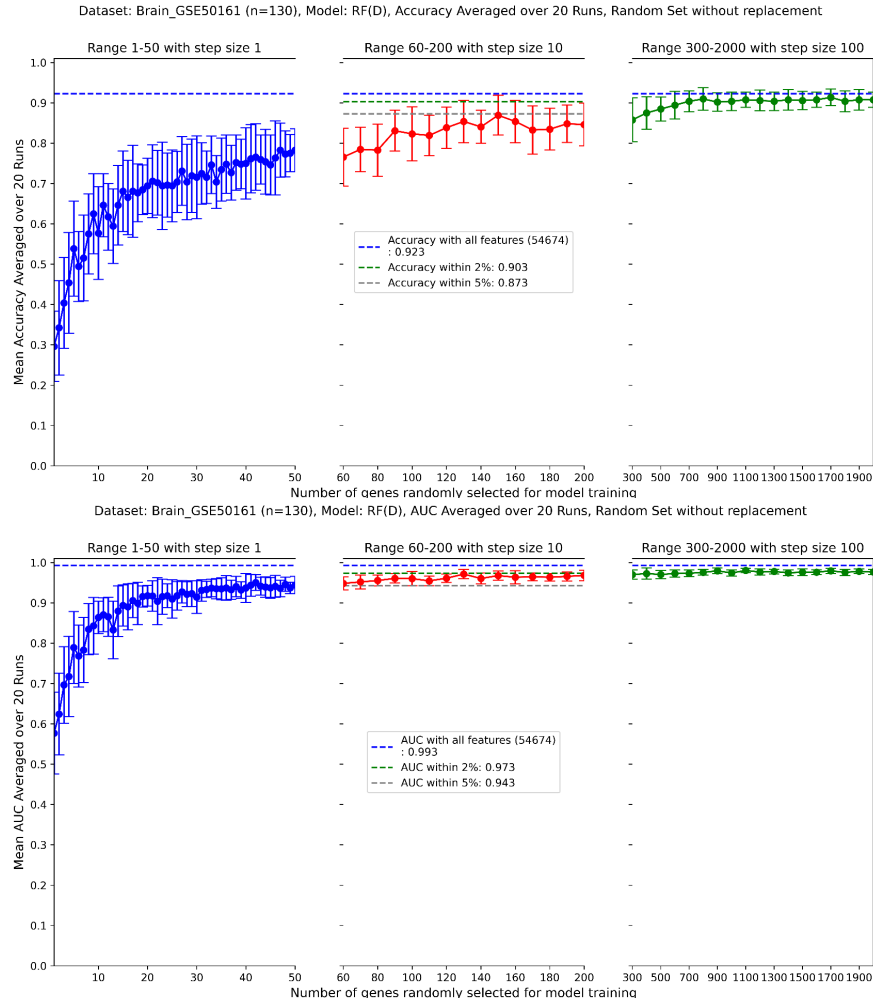 Dataset: Brain_GSE50161 (n=130), Model: RF(D), Accuracy Averaged over 20 Runs, Random Set without replacement
Range 1-50 with step size 1
Range 60-200 with step size 10
Range 300-2000 with step size 100
Mean Accuracy Averaged over 20 Runs
1.0
0.9
0.8
0.7
0.6
0.5
0.4
0.3
0.2
0.1
0.0
Accuracy with all features (54674)
: 0.923
Accuracy within 2%: 0.903
Accuracy within 5%: 0.873
10 20 30 40 50
60 80 100 120 140 160 180 200
300 500 700 900 1100 1300 1500 1700 1900
Number of genes randomly selected for model training
Dataset: Brain_GSE50161 (n=130), Model: RF(D), AUC Averaged over 20 Runs, Random Set without replacement
Range 1-50 with step size 1
Range 60-200 with step size 10
Range 300-2000 with step size 100
Mean AUC Averaged over 20 Runs
1.0
0.9
0.8
0.7
0.6
0.5
0.4
0.3
0.2
0.1
0.0
AUC with all features (54674)
: 0.993
AUC within 2%: 0.973
AUC within 5%: 0.943
10 20 30 40 50
60 80 100 120 140 160 180 200
300 500 700 900 1100 1300 1500 1700 1900
Number of genes randomly selected for model training